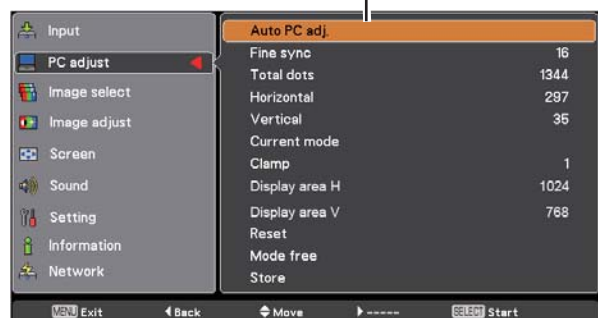 Input
PC adjust
Image select
Image adjust
Screen
Sound
Setting
Information
Network
Auto PC adj.
Fine sync 16
Total dots 1344
Horizontal 297
Vertical 35
Current mode
Clamp 1
Display area H 1024
Display area V 768
Reset
Mode free
Store
MENU Exit Back Move ----- SELECT Start